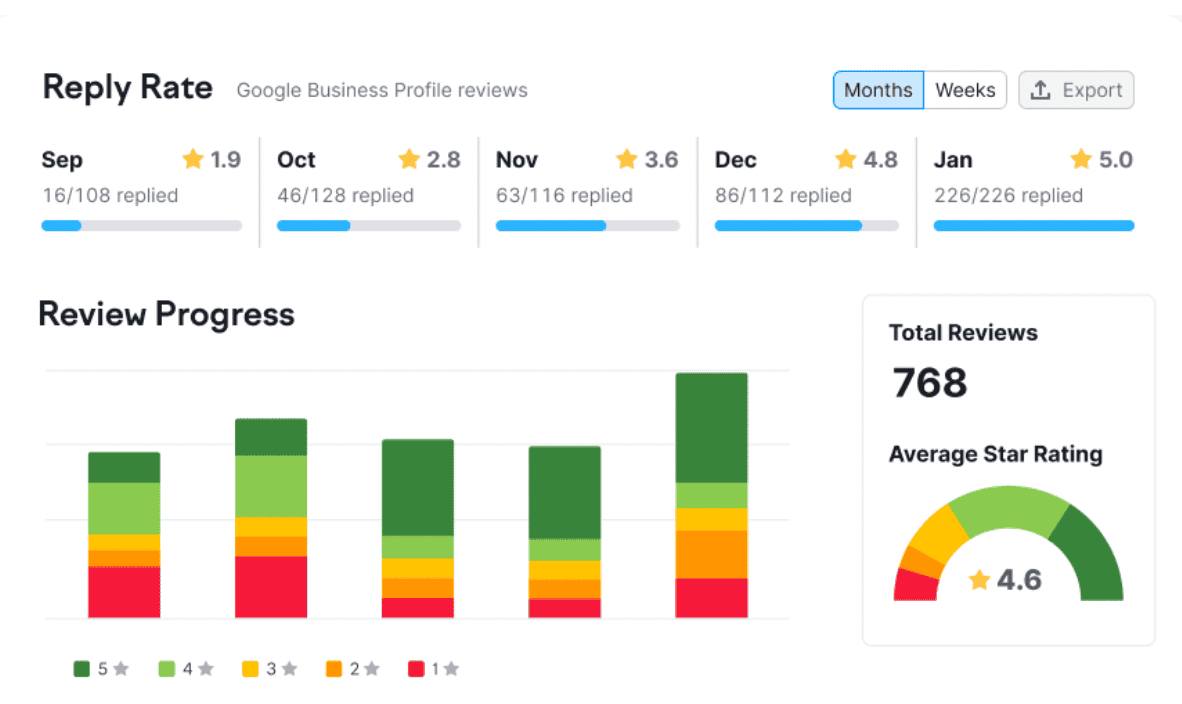 Reply Rate Google Business Profile reviews Months Weeks Export
Sep 1.9 Oct 2.8 Nov 3.6 Dec 4.8 Jan 5.0
16/108 replied 46/128 replied 63/116 replied 86/112 replied 226/226 replied
Review Progress
Total Reviews
768
Average Star Rating
4.6
5 4 3 2 1